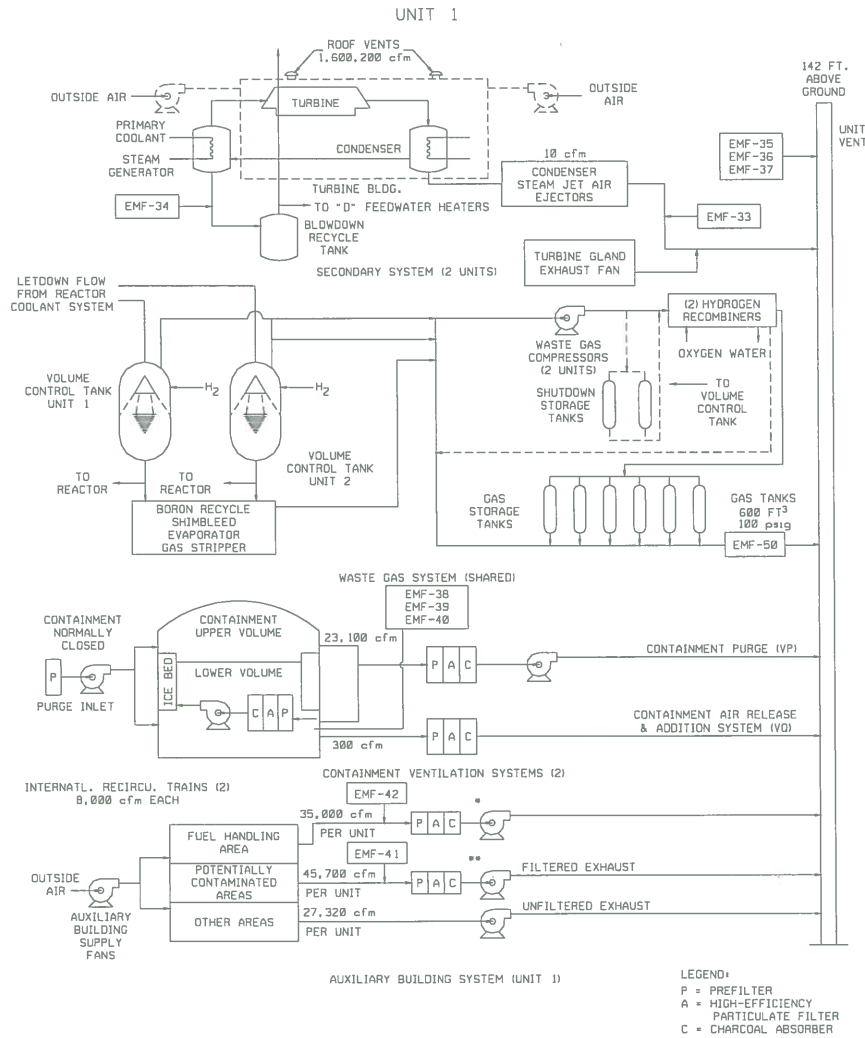 UNIT 1
ROOF VENTS
1,600,200 cfm
OUTSIDE AIR
TURBINE
OUTSIDE
AIR
142 FT.
ABOVE
GROUND
UNIT
VENT
PRIMARY
COOLANT
STEAM
GENERATOR
CONDENSER
TURBINE BLDG.
10 cfm
CONDENSER
STEAM JET AIR
EJECTORS
EMF-35
EMF-36
EMF-37
EMF-34
TO "D" FEEDWATER HEATERS
BLOWDOWN
RECYCLE
TANK
EMF-33
TURBINE GLAND
EXHAUST FAN
SECONDARY SYSTEM (2 UNITS)
LETDOWN FLOW
FROM REACTOR
COOLANT SYSTEM
(2) HYDROGEN
RECOMBINERS
WASTE GAS
COMPRESSORS
(2 UNITS)
OXYGEN WATER
VOLUME
CONTROL TANK
UNIT 1
H2
H2
SHUTDOWN
STORAGE
TANKS
TO
VOLUME
CONTROL
TANK
VOLUME
CONTROL TANK
UNIT 2
TO
REACTOR
TO
REACTOR
BORON RECYCLE
SHIMBLEED
EVAPORATOR
GAS STRIPPER
GAS
STORAGE
TANKS
GAS TANKS
600 FT3
100 psig
EMF-50
WASTE GAS SYSTEM (SHARED)
EMF-38
EMF-39
EMF-40
CONTAINMENT
NORMALLY
CLOSED
CONTAINMENT
UPPER VOLUME
23,100 cfm
CONTAINMENT PURGE (VP)
P
PURGE INLET
ICE BED
LOWER VOLUME
C A P
P A C
CONTAINMENT AIR RELEASE
& ADDITION SYSTEM (VQ)
300 cfm
P A C
INTERNATL. RECIRCU. TRAINS (2)
8,000 cfm EACH
CONTAINMENT VENTILATION SYSTEMS (2)
EMF-42
35,000 cfm
PER UNIT
P A C
*
FUEL HANDLING
AREA
EMF-41
POTENTIALLY
CONTAMINATED
AREAS
45,700 cfm
PER UNIT
P A C
**
FILTERED EXHAUST
OUTSIDE
AIR
AUXILIARY
BUILDING
SUPPLY
FANS
OTHER AREAS
27,320 cfm
PER UNIT
UNFILTERED EXHAUST
AUXILIARY BUILDING SYSTEM (UNIT 1)
LEGEND:
P = PREFILTER
A = HIGH-EFFICIENCY
PARTICULATE FILTER
C = CHARCOAL ABSORBER